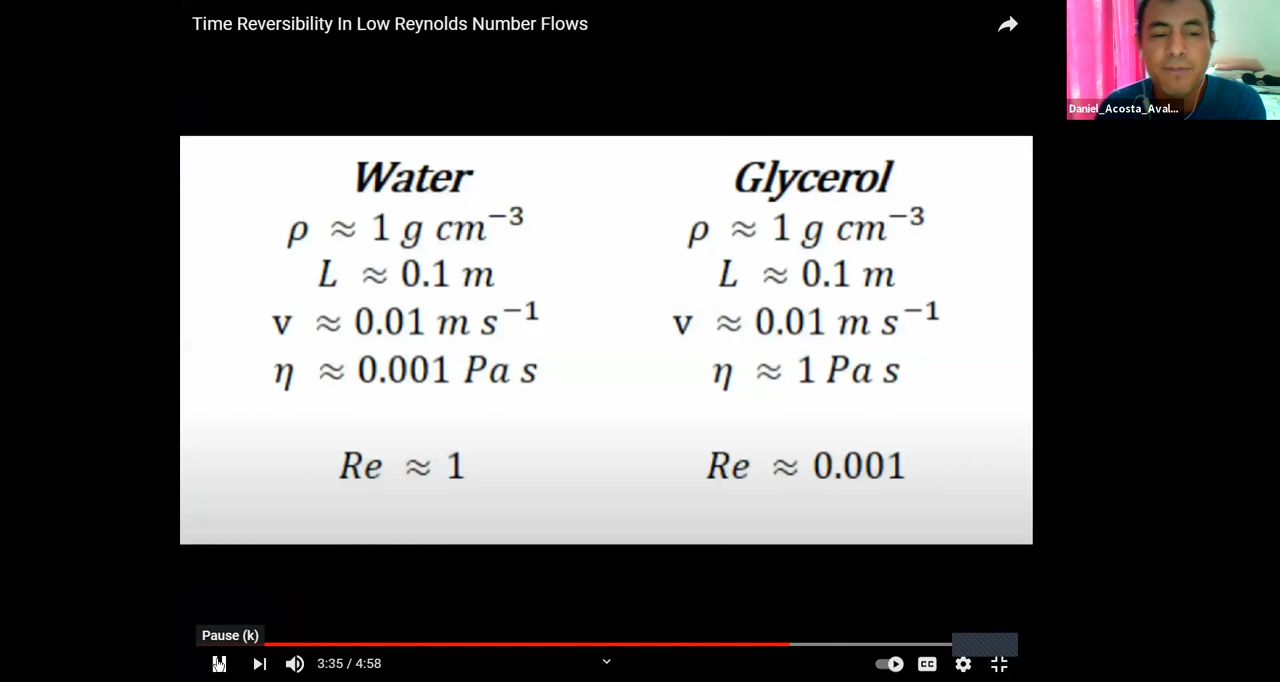 Time Reversibility In Low Reynolds Number Flows
Daniel_Acosta_Aval...
Water
ρ ≈ 1 g cm⁻³
L ≈ 0.1 m
v ≈ 0.01 m s⁻¹
η ≈ 0.001 Pa s
Re ≈ 1
Glycerol
ρ ≈ 1 g cm⁻³
L ≈ 0.1 m
v ≈ 0.01 m s⁻¹
η ≈ 1 Pa s
Re ≈ 0.001
Pause (k)
3:35 / 4:58
CC